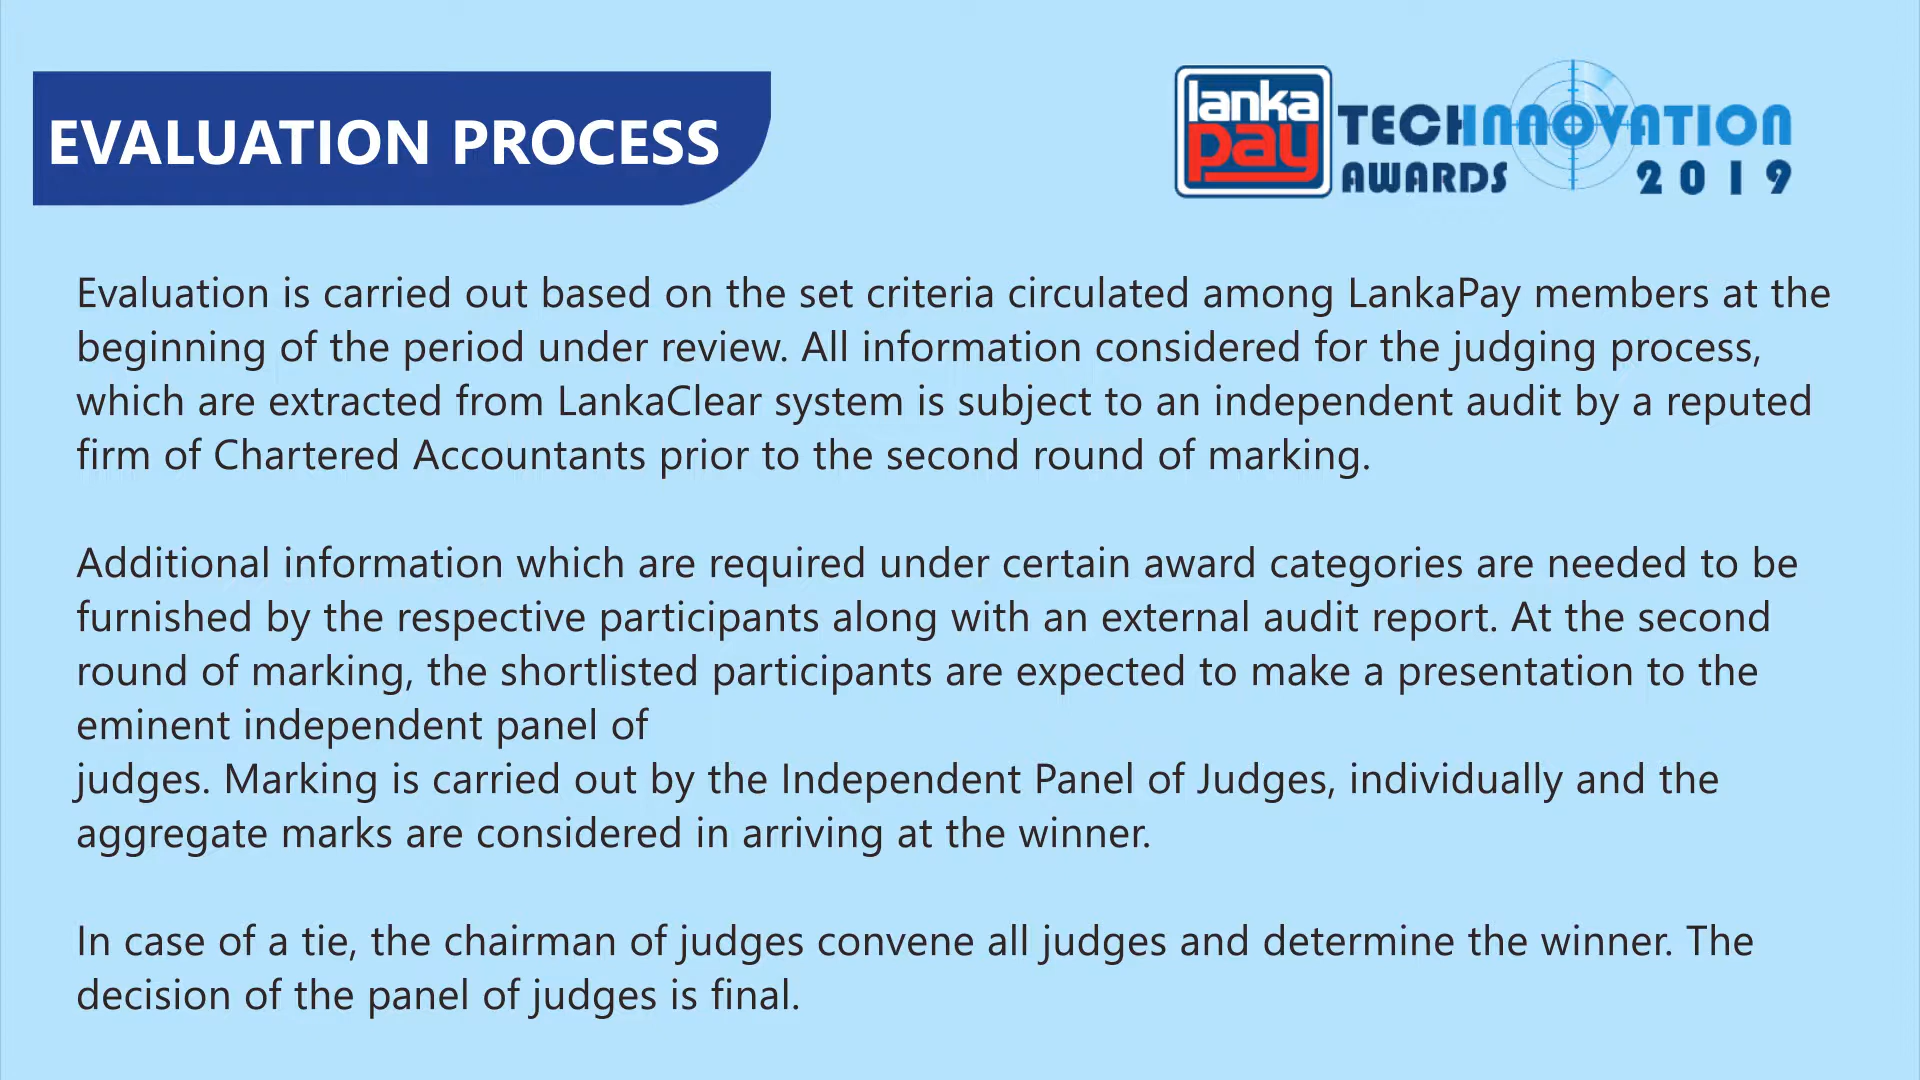 EVALUATION PROCESS
lanka
pay
TECHNNOVATION
AWARDS
2019
Evaluation is carried out based on the set criteria circulated among LankaPay members at the
beginning of the period under review. All information considered for the judging process,
which are extracted from LankaClear system is subject to an independent audit by a reputed
firm of Chartered Accountants prior to the second round of marking.
Additional information which are required under certain award categories are needed to be
furnished by the respective participants along with an external audit report. At the second
round of marking, the shortlisted participants are expected to make a presentation to the
eminent independent panel of
judges. Marking is carried out by the Independent Panel of Judges, individually and the
aggregate marks are considered in arriving at the winner.
In case of a tie, the chairman of judges convene all judges and determine the winner. The
decision of the panel of judges is final.